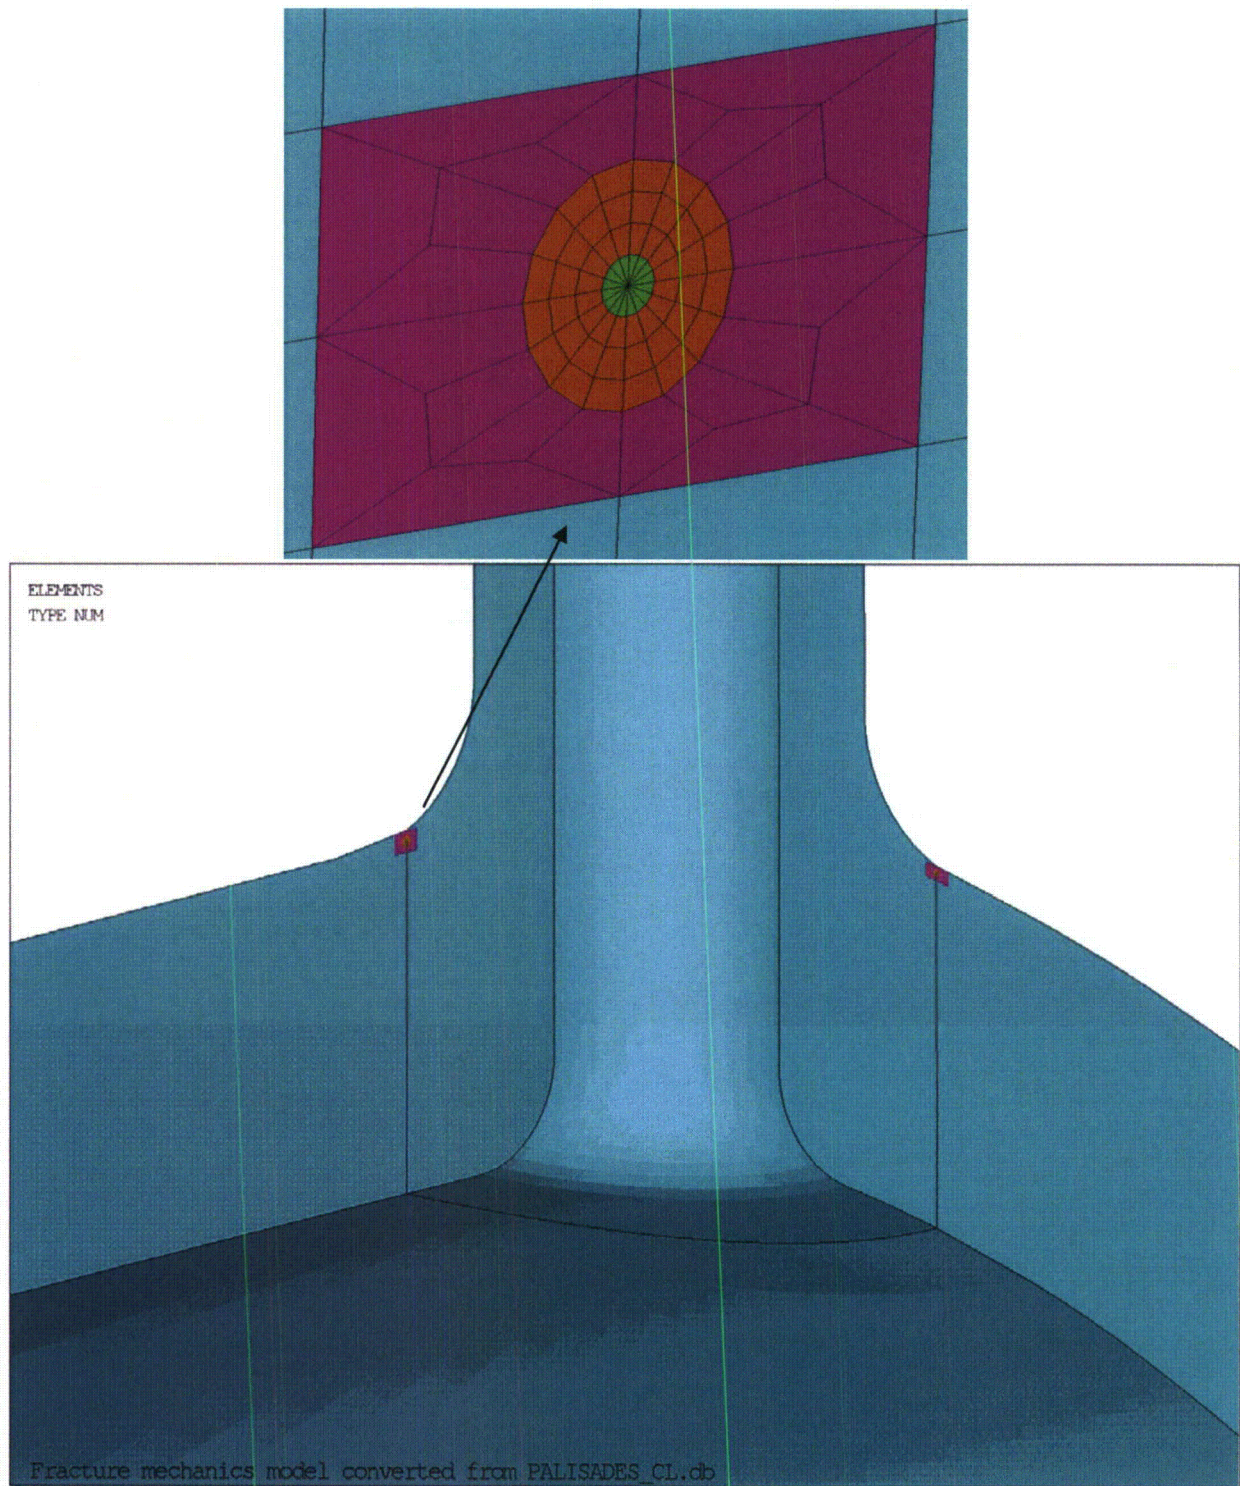 ELEMENTS
TYPE NUM
Fracture mechanics model converted from PALISADES_CL.db